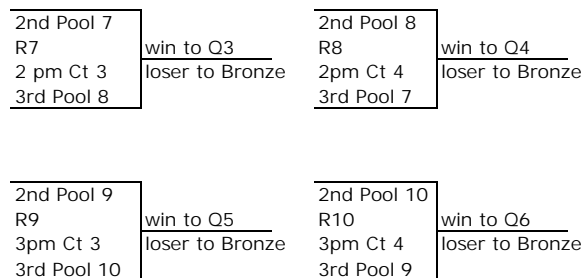 2nd Pool 7
R7
win to Q3
2 pm Ct 3
loser to Bronze
3rd Pool 8
2nd Pool 8
R8
win to Q4
2pm Ct 4
loser to Bronze
3rd Pool 7
2nd Pool 9
R9
win to Q5
3pm Ct 3
loser to Bronze
3rd Pool 10
2nd Pool 10
R10
win to Q6
3pm Ct 4
loser to Bronze
3rd Pool 9